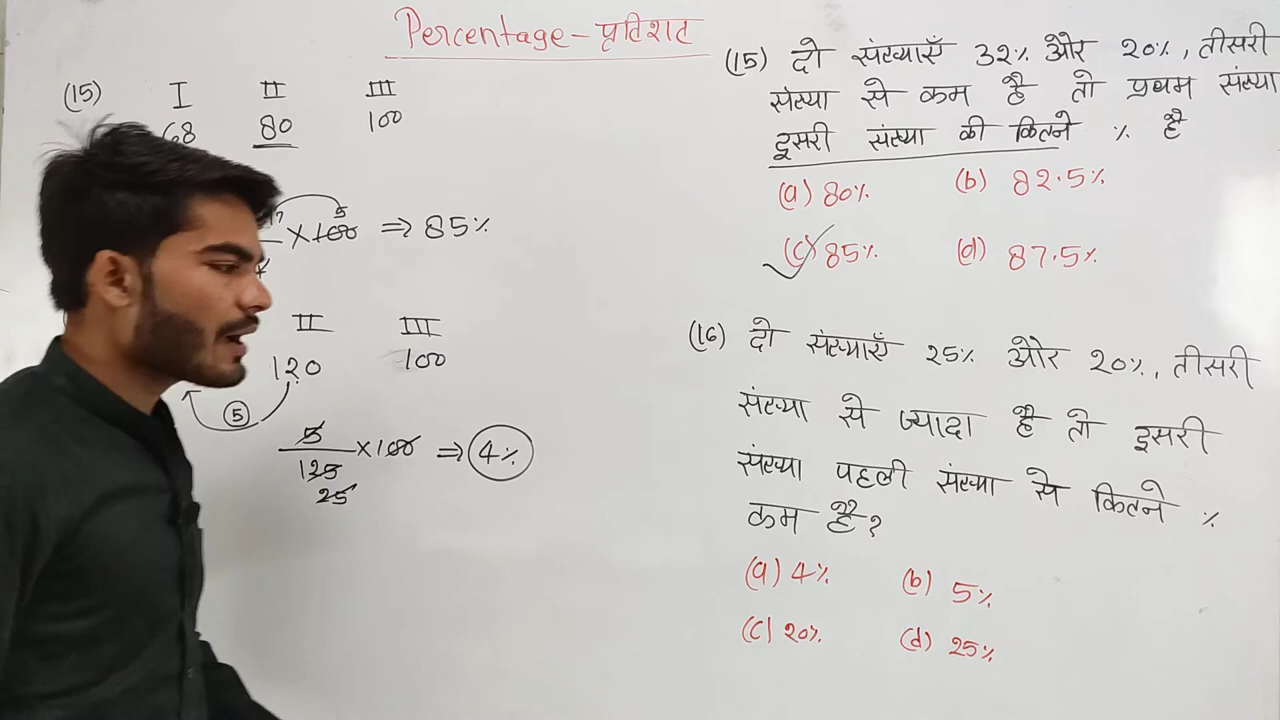 Percentage - प्रतिशत
(15) I II III
68 80 100
17 5
×100 ⇒ 85%
II III
120 100
5
5
×100 ⇒ 4%
125
25
(15) दो संख्याएँ 32% और 20%, तीसरी
संख्या से कम है तो प्रथम संख्या
दूसरी संख्या की कितने % है
(a) 80% (b) 82.5%
(c) 85% (d) 87.5%
(16) दो संख्याएँ 25% और 20%, तीसरी
संख्या से ज्यादा है तो दूसरी
संख्या पहली संख्या से कितने %
कम है?
(a) 4% (b) 5%
(c) 20% (d) 25%